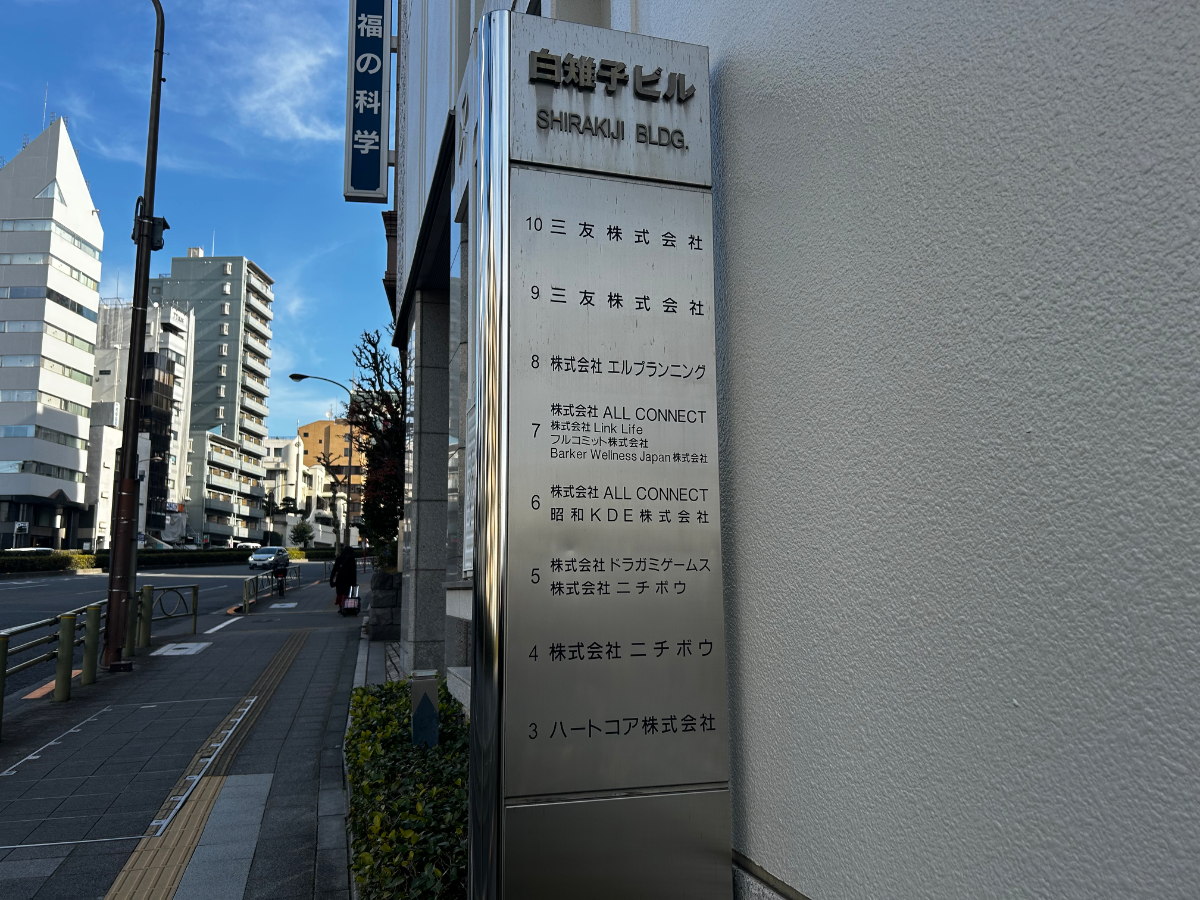 福の科学
白雉子ビル
SHIRAKIJI BLDG.
10 三友株式会社
9 三友株式会社
8 株式会社 エルプランニング
7 株式会社 ALL CONNECT
株式会社 Link Life
フルコミット株式会社
Barker Wellness Japan 株式会社
6 株式会社 ALL CONNECT
昭和KDE株式会社
5 株式会社 ドラガミゲームス
株式会社 ニチボウ
4 株式会社 ニチボウ
3 ハートコア株式会社